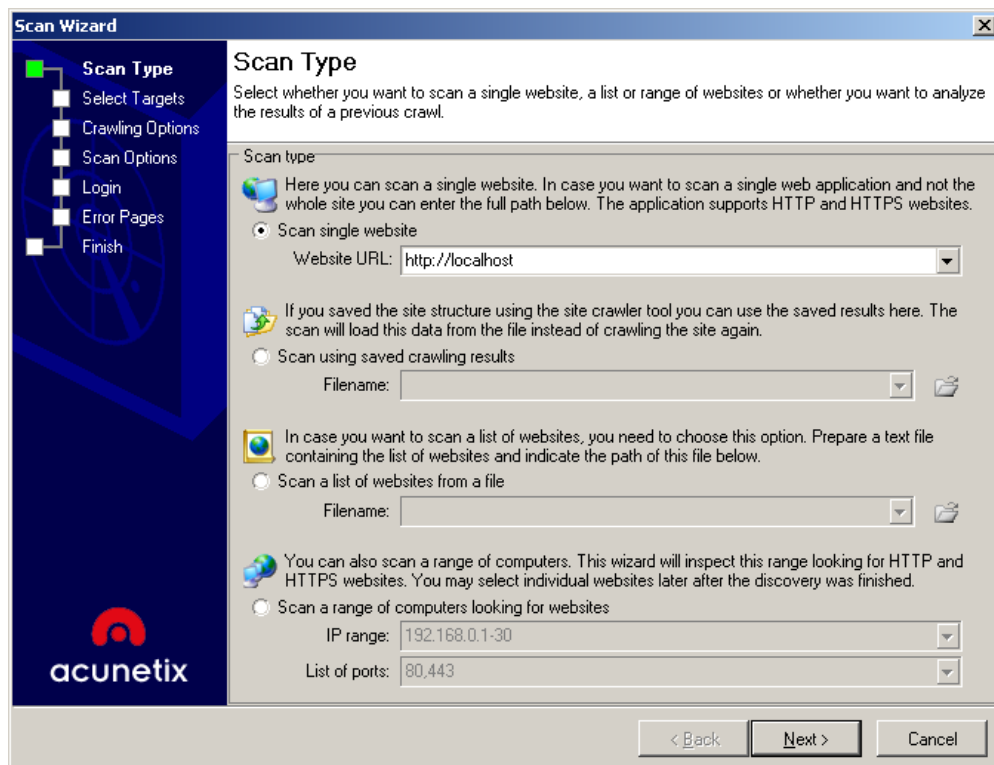 Scan Wizard
Scan Type
Select Targets
Crawling Options
Scan Options
Login
Error Pages
Finish
acunetix
Scan Type
Select whether you want to scan a single website, a list or range of websites or whether you want to analyze
the results of a previous crawl.
Scan type
Here you can scan a single website. In case you want to scan a single web application and not the
whole site you can enter the full path below. The application supports HTTP and HTTPS websites.
Scan single website
Website URL: http://localhost
If you saved the site structure using the site crawler tool you can use the saved results here. The
scan will load this data from the file instead of crawling the site again.
Scan using saved crawling results
Filename:
In case you want to scan a list of websites, you need to choose this option. Prepare a text file
containing the list of websites and indicate the path of this file below.
Scan a list of websites from a file
Filename:
You can also scan a range of computers. This wizard will inspect this range looking for HTTP and
HTTPS websites. You may select individual websites later after the discovery was finished.
Scan a range of computers looking for websites
IP range: 192.168.0.1-30
List of ports: 80,443
< Back Next > Cancel